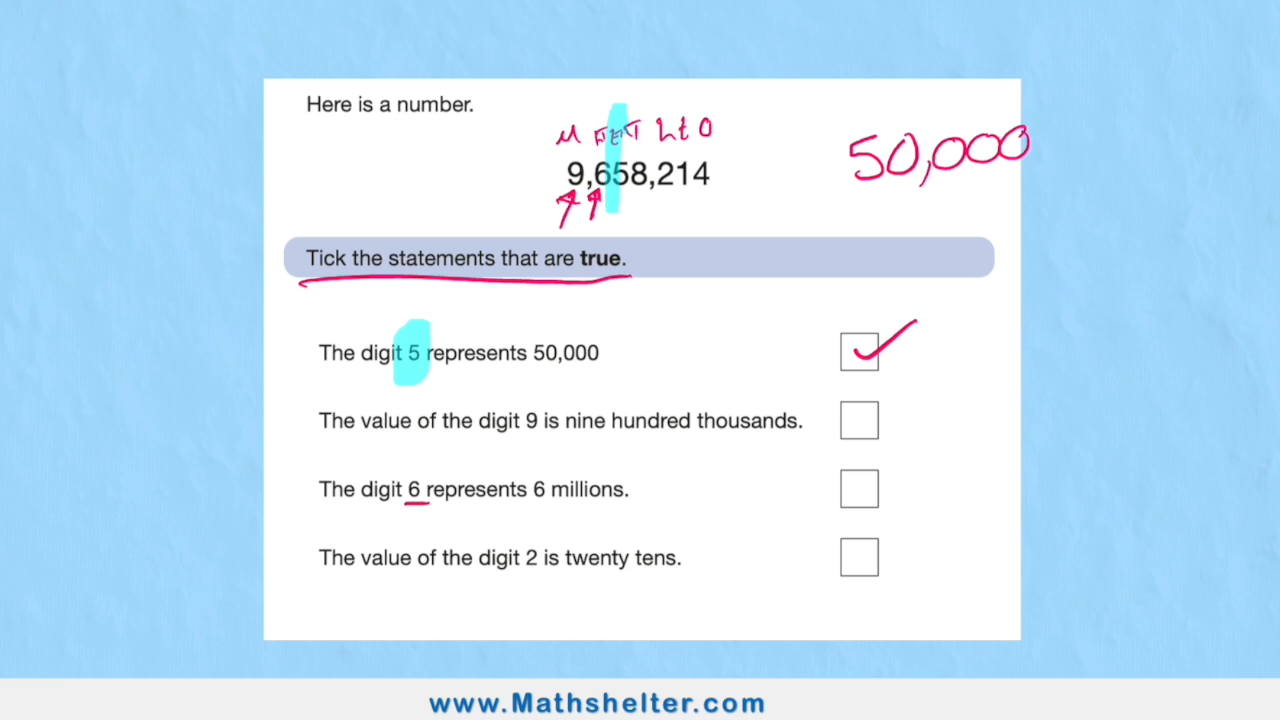 Here is a number.
M HTh TTh T h t O
50,000
9,658,214
Tick the statements that are true.
The digit 5 represents 50,000
The value of the digit 9 is nine hundred thousands.
The digit 6 represents 6 millions.
The value of the digit 2 is twenty tens.
www.Mathshelter.com